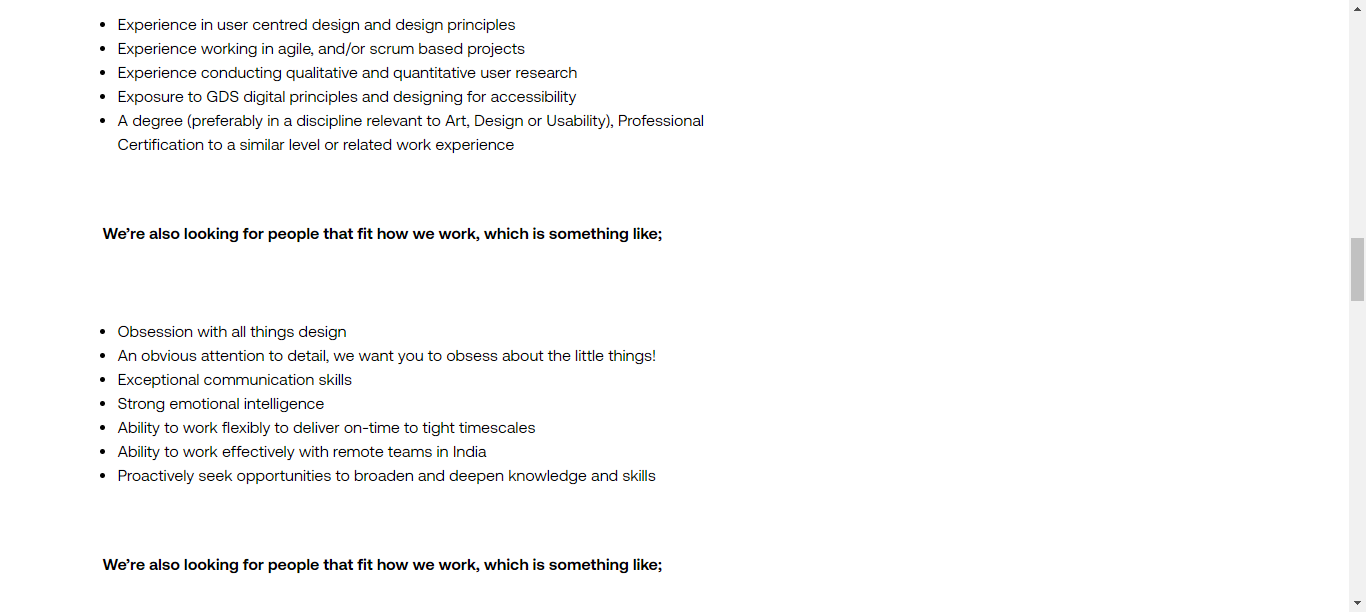 Experience in user centred design and design principles
Experience working in agile, and/or scrum based projects
Experience conducting qualitative and quantitative user research
Exposure to GDS digital principles and designing for accessibility
A degree (preferably in a discipline relevant to Art, Design or Usability), Professional
Certification to a similar level or related work experience
We’re also looking for people that fit how we work, which is something like;
Obsession with all things design
An obvious attention to detail, we want you to obsess about the little things!
Exceptional communication skills
Strong emotional intelligence
Ability to work flexibly to deliver on-time to tight timescales
Ability to work effectively with remote teams in India
Proactively seek opportunities to broaden and deepen knowledge and skills
We’re also looking for people that fit how we work, which is something like;